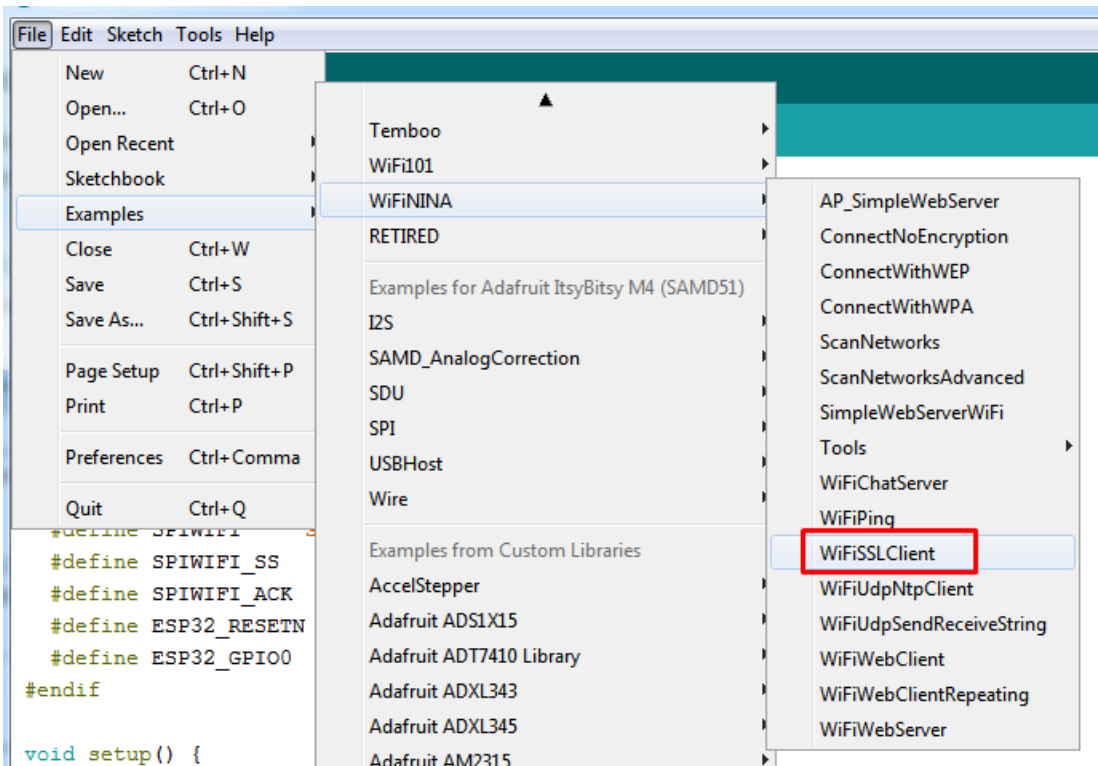 File Edit Sketch Tools Help
New Ctrl+N
Open... Ctrl+O
Open Recent
Sketchbook
Examples
Close Ctrl+W
Save Ctrl+S
Save As... Ctrl+Shift+S
Page Setup Ctrl+Shift+P
Print Ctrl+P
Preferences Ctrl+Comma
Quit Ctrl+Q
Temboo
WiFi101
WiFiNINA
RETIRED
Examples for Adafruit ItsyBitsy M4 (SAMD51)
I2S
SAMD_AnalogCorrection
SDU
SPI
USBHost
Wire
Examples from Custom Libraries
AccelStepper
Adafruit ADS1X15
Adafruit ADT7410 Library
Adafruit ADXL343
Adafruit ADXL345
Adafruit AM2315
AP_SimpleWebServer
ConnectNoEncryption
ConnectWithWEP
ConnectWithWPA
ScanNetworks
ScanNetworksAdvanced
SimpleWebServerWiFi
Tools
WiFiChatServer
WiFiPing
WiFiSSLClient
WiFiUdpNtpClient
WiFiUdpSendReceiveString
WiFiWebClient
WiFiWebClientRepeating
WiFiWebServer
#define SPIWIFI
#define SPIWIFI_SS
#define SPIWIFI_ACK
#define ESP32_RESETN
#define ESP32_GPIO0
#endif
void setup() {